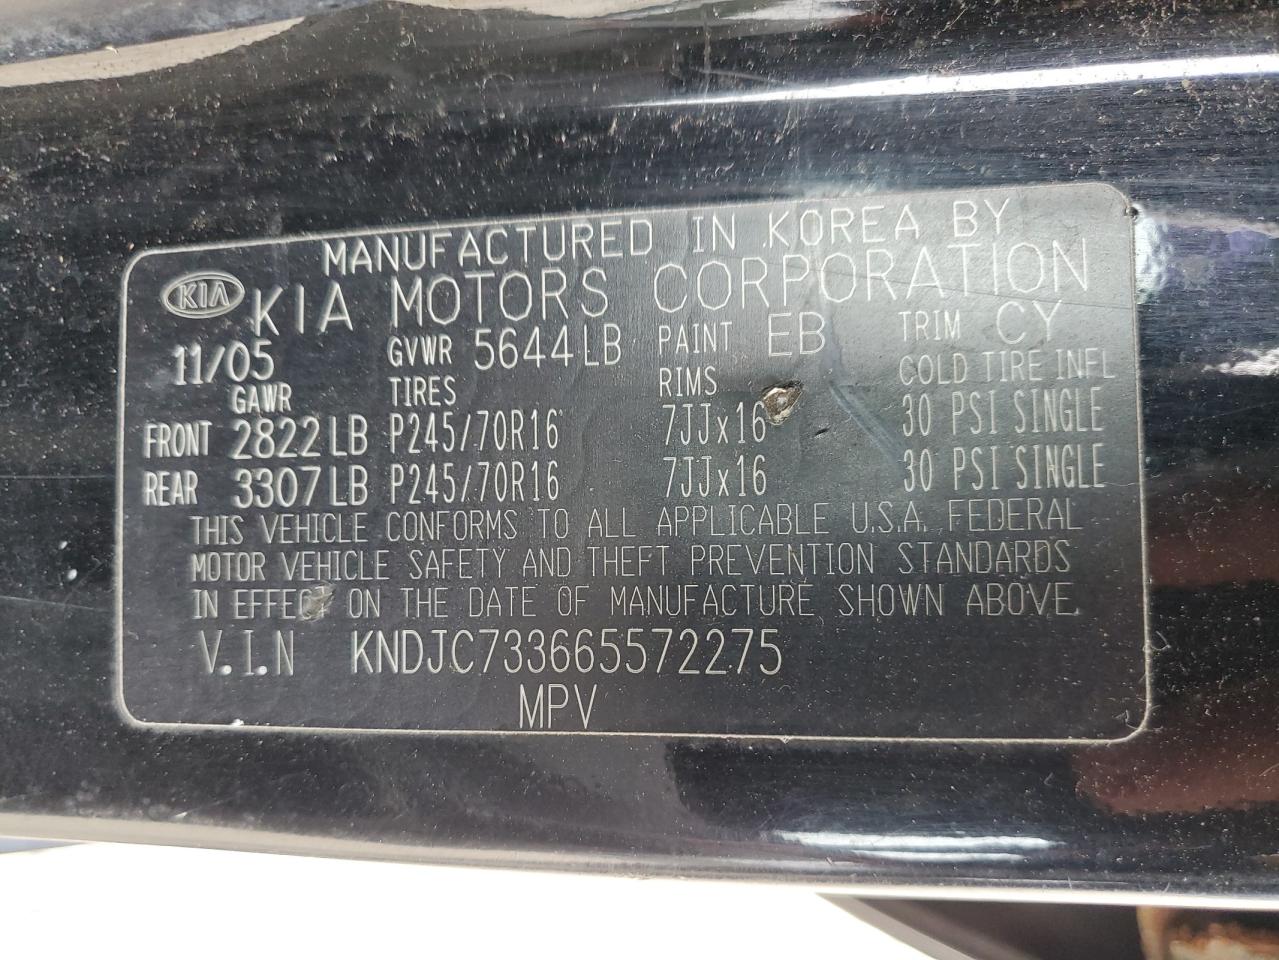 MANUFACTURED IN KOREA BY
KIA KIA MOTORS CORPORATION
11/05 GVWR 5644LB PAINT EB TRIM CY
GAWR TIRES RIMS COLD TIRE INFL
FRONT 2822LB P245/70R16 7JJx16 30 PSI SINGLE
REAR 3307LB P245/70R16 7JJx16 30 PSI SINGLE
THIS VEHICLE CONFORMS TO ALL APPLICABLE U.S.A. FEDERAL
MOTOR VEHICLE SAFETY AND THEFT PREVENTION STANDARDS
IN EFFECT ON THE DATE OF MANUFACTURE SHOWN ABOVE.
V.I.N KNDJC733665572275
MPV